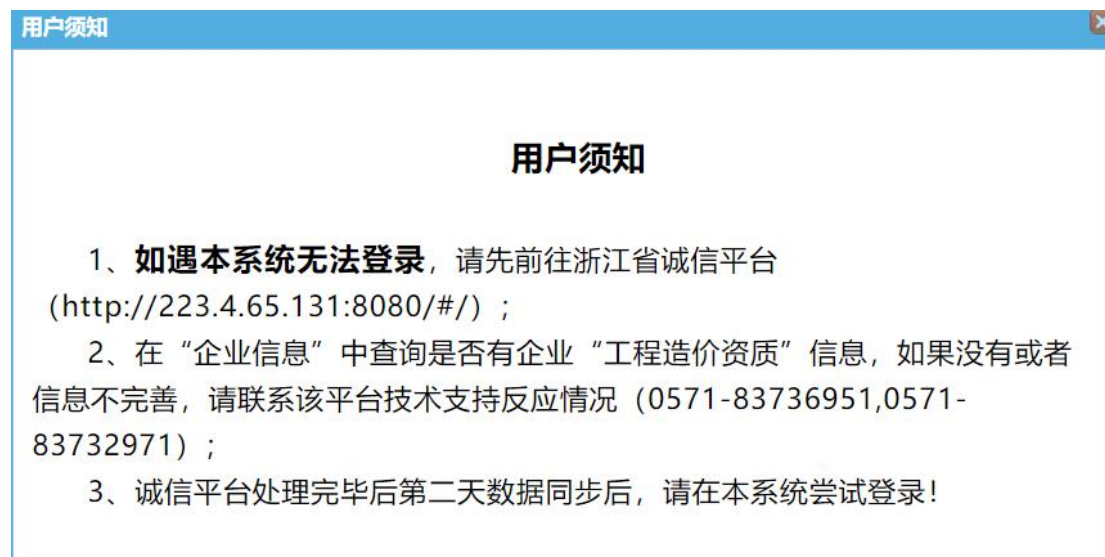 用户须知
用户须知
1、如遇本系统无法登录，请先前往浙江省诚信平台
（http://223.4.65.131:8080/#/）；
2、在“企业信息”中查询是否有企业“工程造价资质”信息，如果没有或者
信息不完善，请联系该平台技术支持反应情况（0571-83736951,0571-
83732971）；
3、诚信平台处理完毕后第二天数据同步后，请在本系统尝试登录！